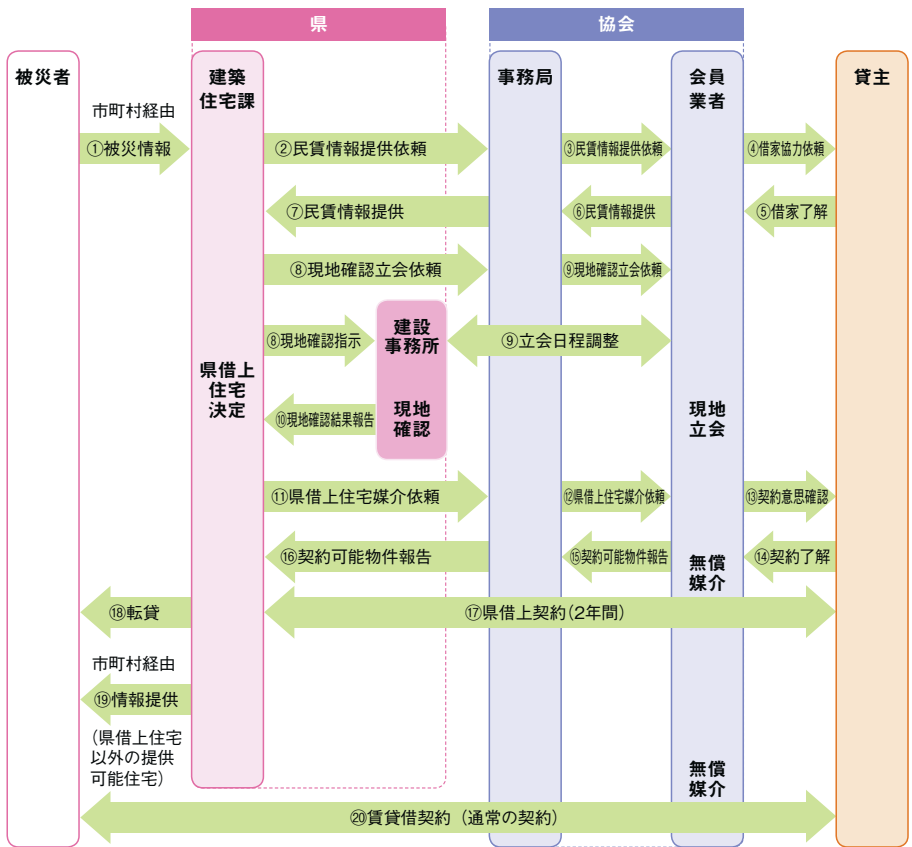 県
協会
被災者
建築
住宅課
事務局
会員
業者
貸主
市町村経由
①被災情報
②民賃情報提供依頼
③民賃情報提供依頼
④借家協力依頼
⑦民賃情報提供
⑥民賃情報提供
⑤借家了解
⑧現地確認立会依頼
⑨現地確認立会依頼
⑧現地確認指示
建設
事務所
⑨立会日程調整
県借上
住宅
決定
⑩現地確認結果報告
現地
確認
現地
立会
⑪県借上住宅媒介依頼
⑫県借上住宅媒介依頼
⑬契約意思確認
⑯契約可能物件報告
⑮契約可能物件報告
無償
媒介
⑭契約了解
⑱転貸
⑰県借上契約(2年間)
市町村経由
⑲情報提供
（県借上住宅
以外の提供
可能住宅）
無償
媒介
⑳賃貸借契約（通常の契約）